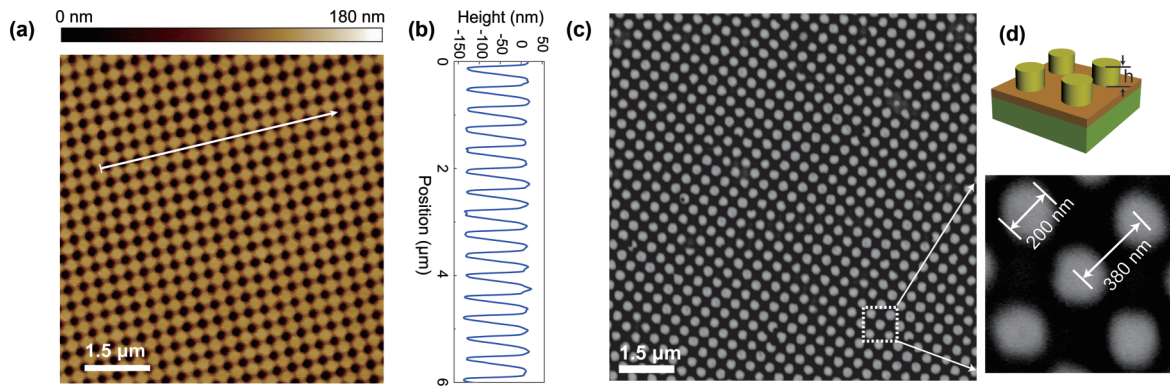 0 nm 180 nm
(a)
1.5 µm
(b)
Height (nm)
-150 -100 -50 0 50
0
2
4
6
Position (µm)
(c)
1.5 µm
(d)
h
200 nm
380 nm